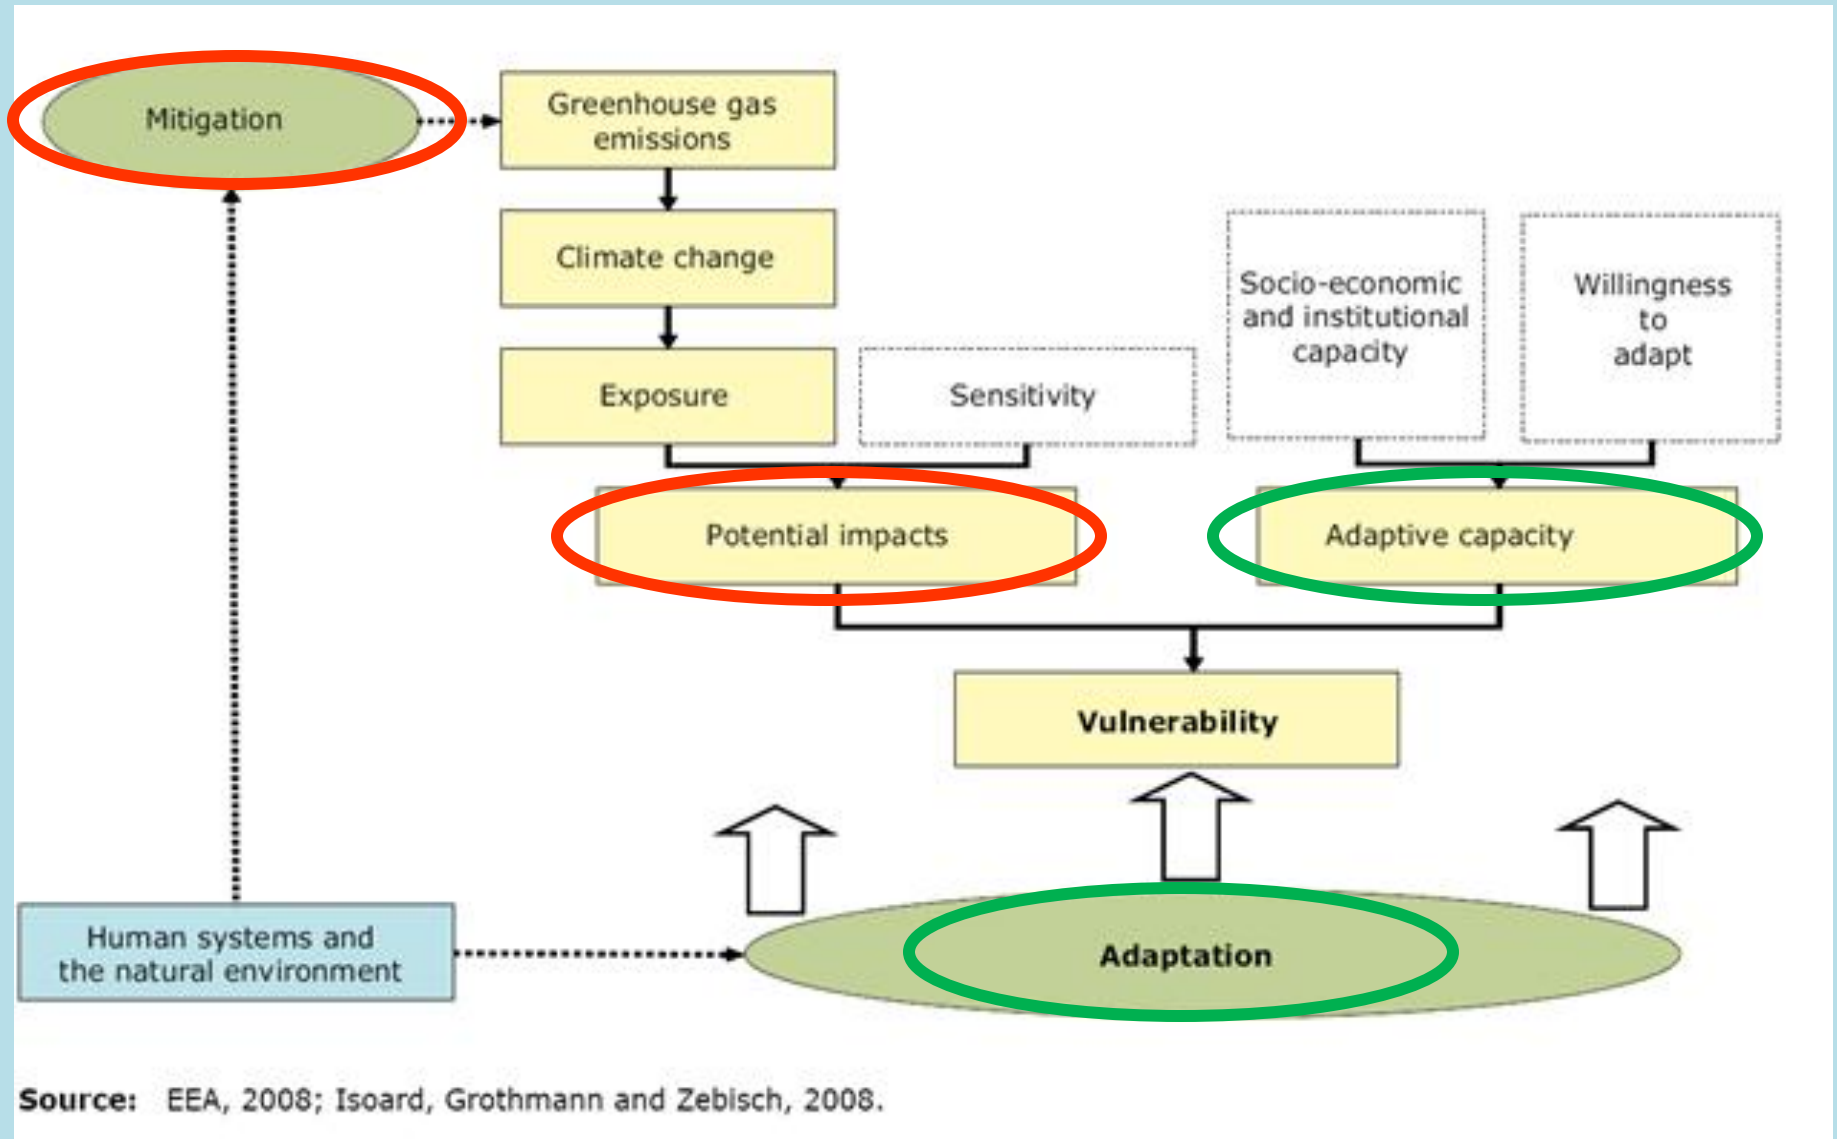 Mitigation
Greenhouse gas
emissions
Climate change
Exposure
Sensitivity
Socio-economic
and institutional
capacity
Willingness
to
adapt
Potential impacts
Adaptive capacity
Vulnerability
Human systems and
the natural environment
Adaptation
Source: EEA, 2008; Isoard, Grothmann and Zebisch, 2008.